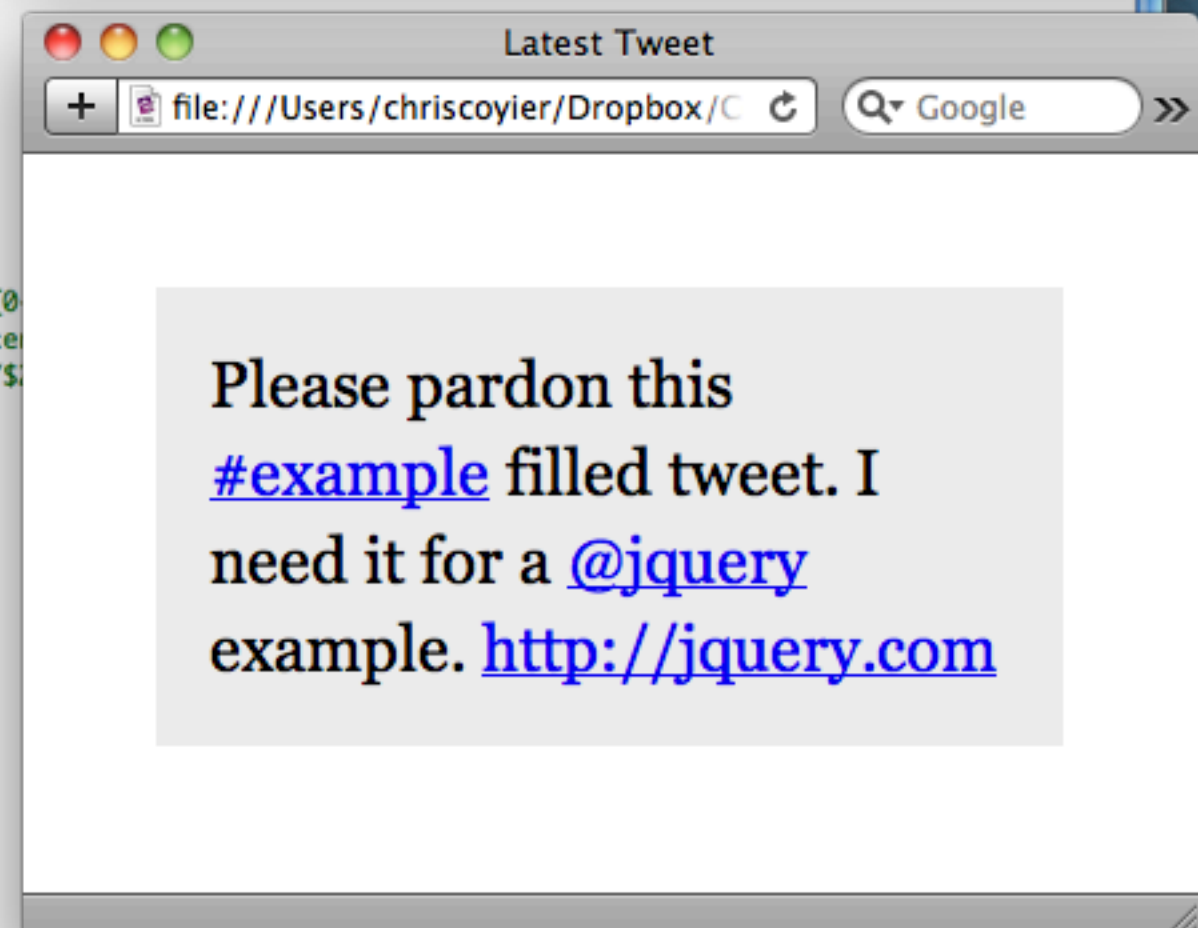 Latest Tweet
+ file:///Users/chriscoyier/Dropbox/C Google »
Please pardon this
#example filled tweet. I
need it for a @jquery
example. http://jquery.com